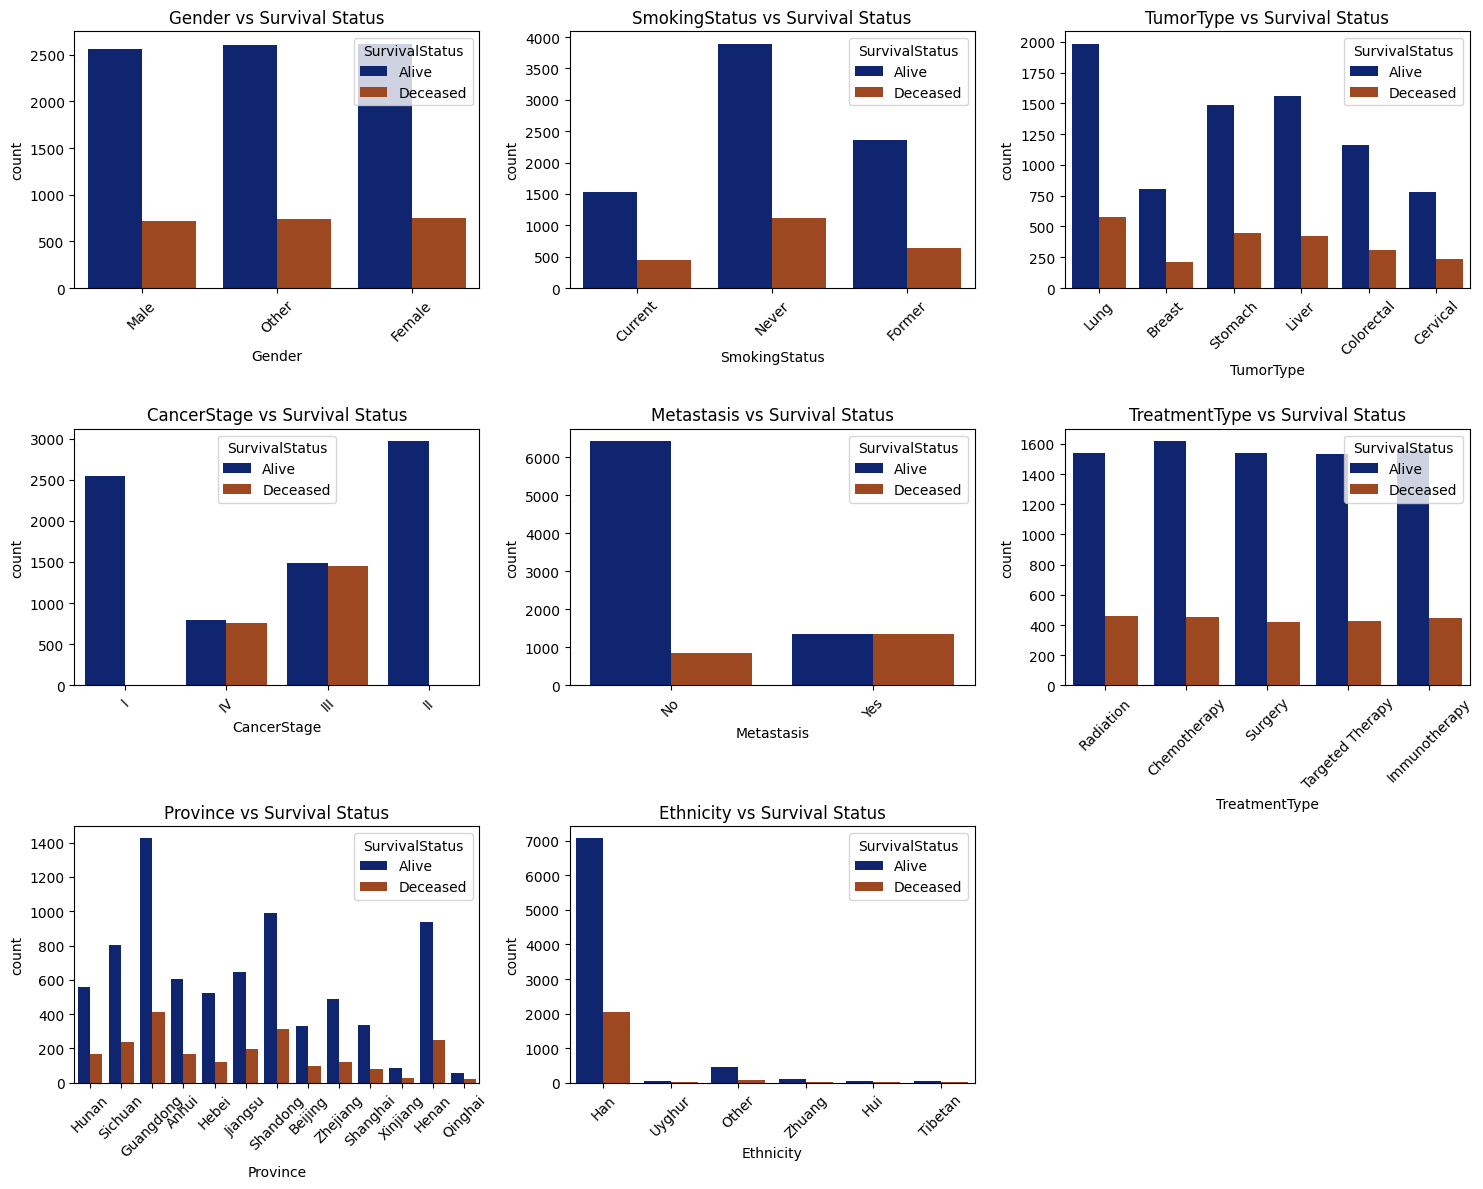 Gender vs Survival Status
count
2500
2000
1500
1000
500
0
SurvivalStatus
Alive
Deceased
Male
Other
Female
Gender
SmokingStatus vs Survival Status
count
4000
3500
3000
2500
2000
1500
1000
500
0
SurvivalStatus
Alive
Deceased
Current
Never
Former
SmokingStatus
TumorType vs Survival Status
count
2000
1750
1500
1250
1000
750
500
250
0
SurvivalStatus
Alive
Deceased
Lung
Breast
Stomach
Liver
Colorectal
Cervical
TumorType
CancerStage vs Survival Status
count
3000
2500
2000
1500
1000
500
0
SurvivalStatus
Alive
Deceased
I
IV
III
II
CancerStage
Metastasis vs Survival Status
count
6000
5000
4000
3000
2000
1000
0
SurvivalStatus
Alive
Deceased
No
Yes
Metastasis
TreatmentType vs Survival Status
count
1600
1400
1200
1000
800
600
400
200
0
SurvivalStatus
Alive
Deceased
Radiation
Chemotherapy
Surgery
Targeted Therapy
Immunotherapy
TreatmentType
Province vs Survival Status
count
1400
1200
1000
800
600
400
200
0
SurvivalStatus
Alive
Deceased
Hunan
Sichuan
Guangdong
Anhui
Hebei
Jiangsu
Shandong
Beijing
Zhejiang
Shanghai
Xinjiang
Henan
Qinghai
Province
Ethnicity vs Survival Status
count
7000
6000
5000
4000
3000
2000
1000
0
SurvivalStatus
Alive
Deceased
Han
Uyghur
Other
Zhuang
Hui
Tibetan
Ethnicity